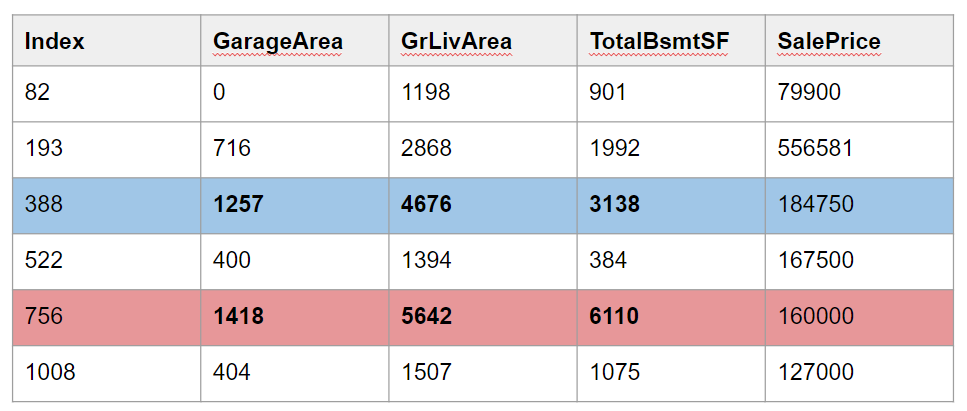 Index GarageArea GrLivArea TotalBsmtSF SalePrice
82 0 1198 901 79900
193 716 2868 1992 556581
388 1257 4676 3138 184750
522 400 1394 384 167500
756 1418 5642 6110 160000
1008 404 1507 1075 127000